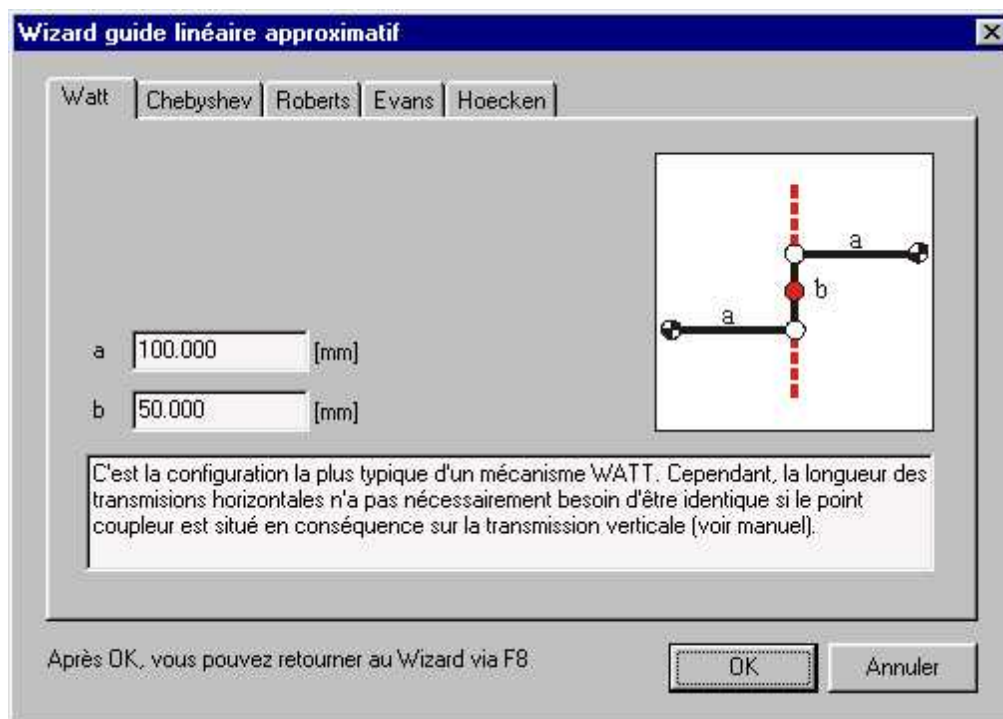 Wizard guide linéaire approximatif
Watt Chebyshev Roberts Evans Hoecken
a
b
a
a 100.000 [mm]
b 50.000 [mm]
C'est la configuration la plus typique d'un mécanisme WATT. Cependant, la longueur des
transmisions horizontales n'a pas nécessairement besoin d'être identique si le point
coupleur est situé en conséquence sur la transmission verticale (voir manuel).
Après OK, vous pouvez retourner au Wizard via F8
OK Annuler